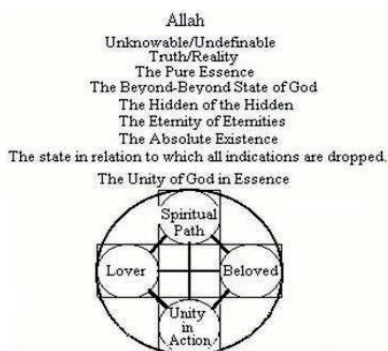 Allah
Unknowable/Undefinable
Truth/Reality
The Pure Essence
The Beyond-Beyond State of God
The Hidden of the Hidden
The Eternity of Eternities
The Absolute Existence
The state in relation to which all indications are dropped.
The Unity of God in Essence
Spiritual
Path
Lover
Beloved
Unity
in
Action